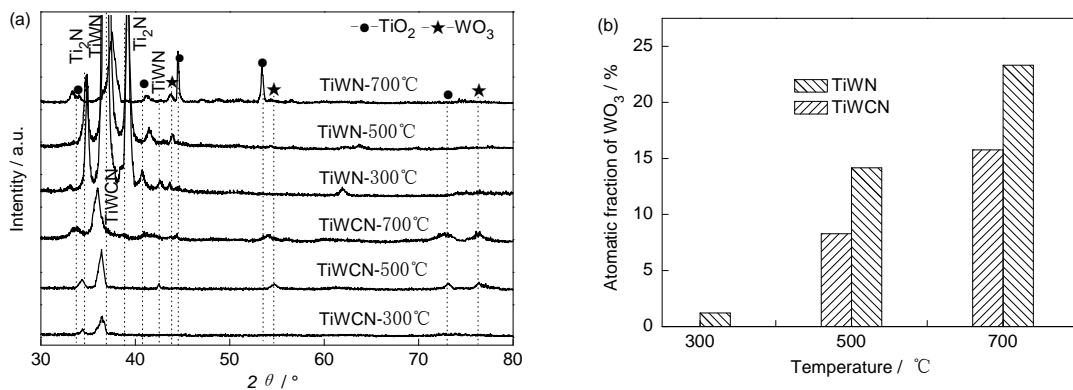 (a)
●-TiO2 ★-WO3
Ti2N
TiWN
Ti2N
TiWN
TiWN-700℃
TiWN-500℃
TiWN-300℃
TiWCN
TiWCN-700℃
TiWCN-500℃
TiWCN-300℃
Intentity / a.u.
30 40 50 60 70 80
2 θ / °
(b)
TiWN
TiWCN
Atomatic fraction of WO3 / %
25
20
15
10
5
0
300 500 700
Temperature / ℃